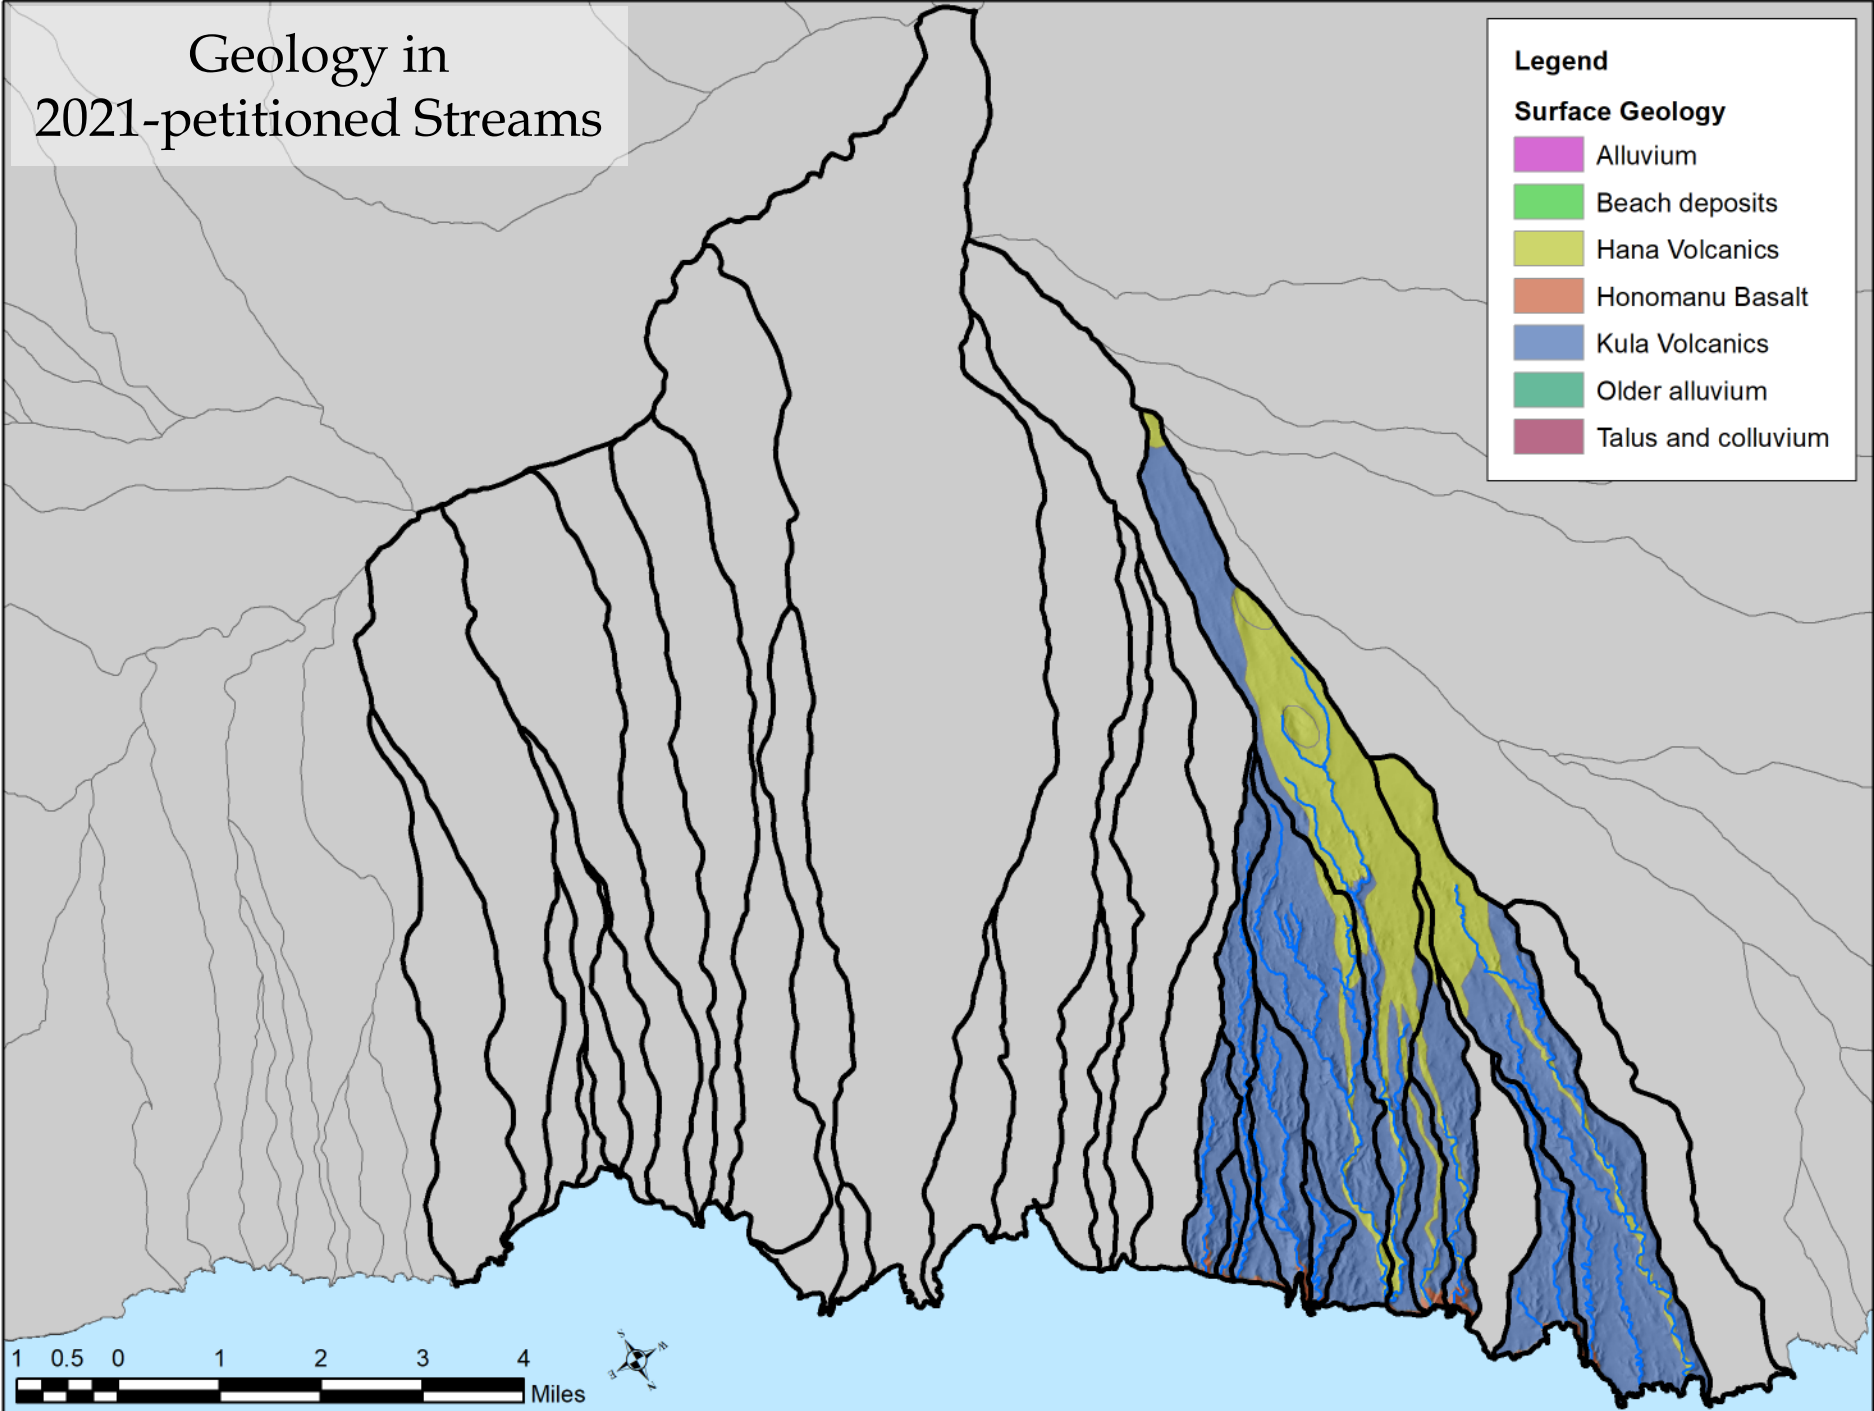 Geology in
2021-petitioned Streams
Legend
Surface Geology
Alluvium
Beach deposits
Hana Volcanics
Honomanu Basalt
Kula Volcanics
Older alluvium
Talus and colluvium
1 0.5 0 1 2 3 4
Miles
S
W
E
N